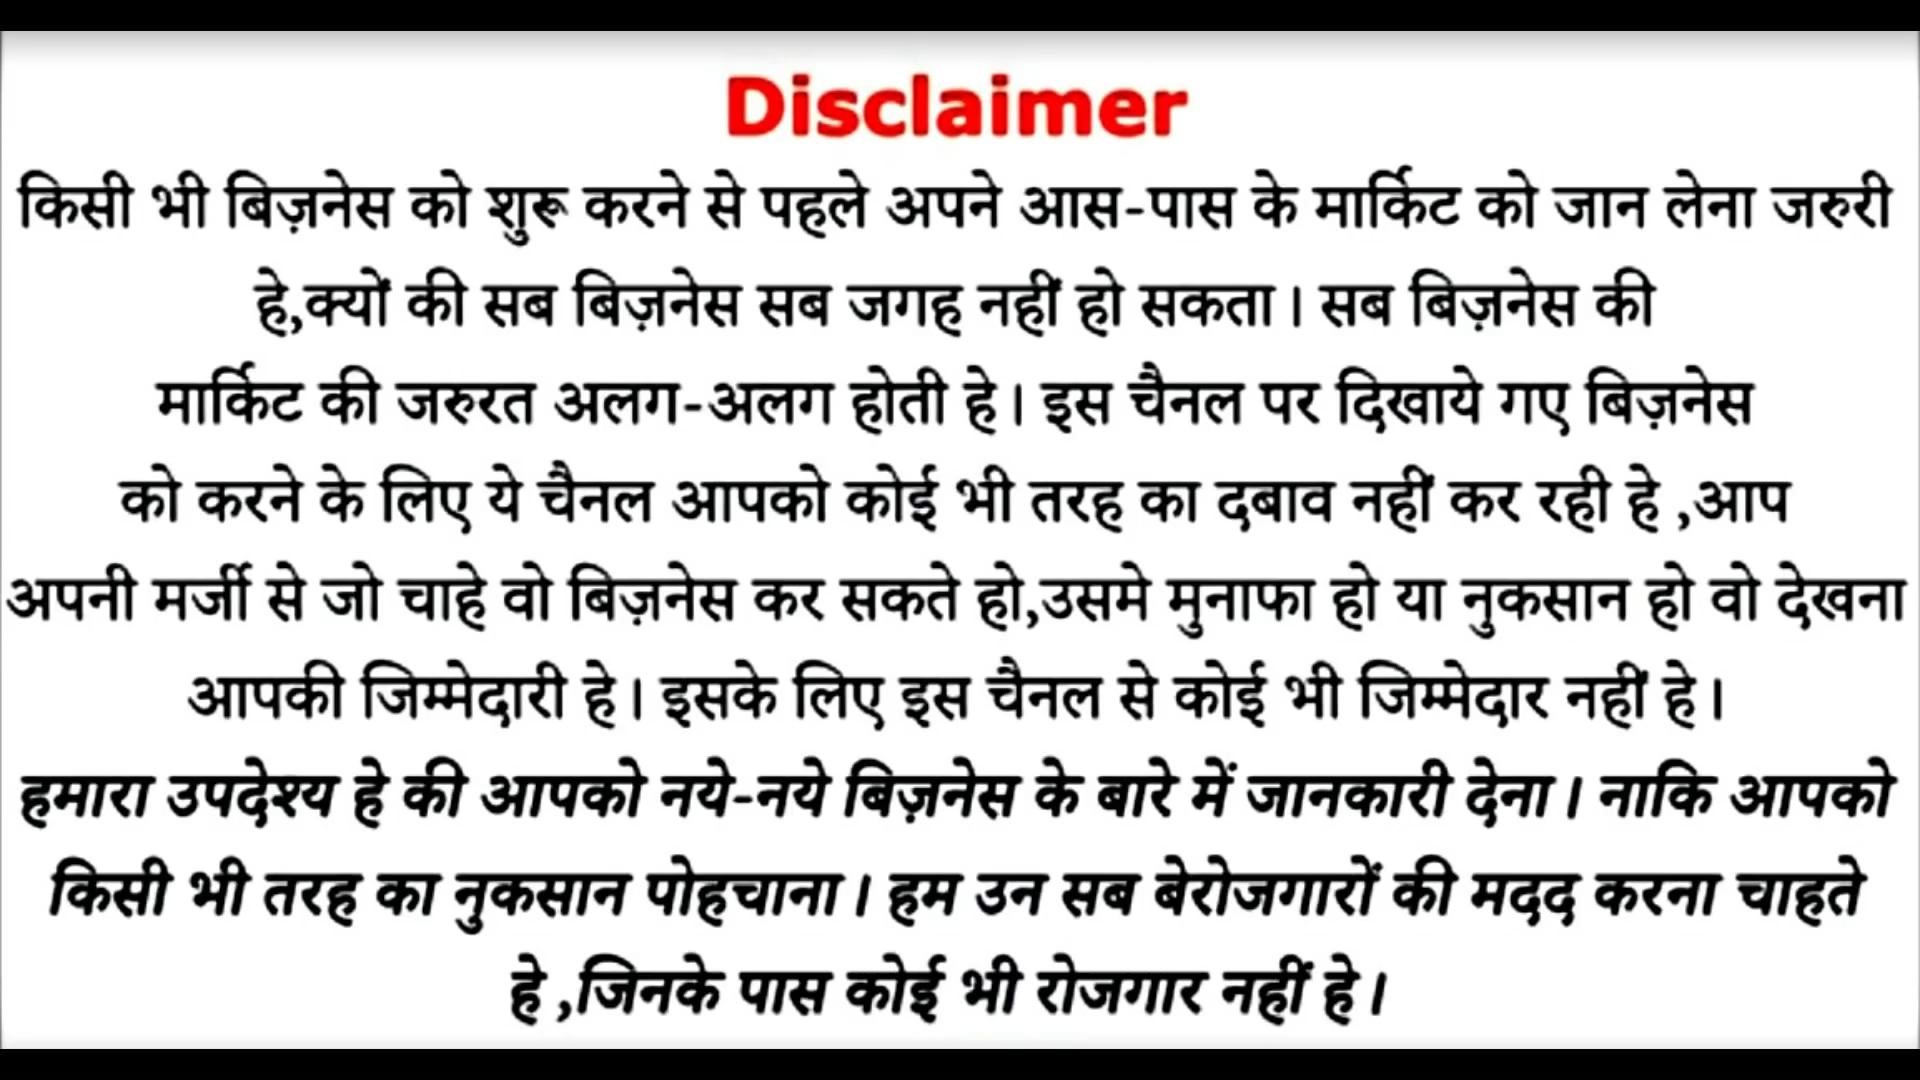 Disclaimer
किसी भी बिज़नेस को शुरू करने से पहले अपने आस-पास के मार्किट को जान लेना जरुरी
हे,क्यों की सब बिज़नेस सब जगह नहीं हो सकता। सब बिज़नेस की
मार्किट की जरुरत अलग-अलग होती हे। इस चैनल पर दिखाये गए बिज़नेस
को करने के लिए ये चैनल आपको कोई भी तरह का दबाव नहीं कर रही हे ,आप
अपनी मर्जी से जो चाहे वो बिज़नेस कर सकते हो,उसमे मुनाफा हो या नुकसान हो वो देखना
आपकी जिम्मेदारी हे। इसके लिए इस चैनल से कोई भी जिम्मेदार नहीं हे।
हमारा उपदेश्य हे की आपको नये-नये बिज़नेस के बारे में जानकारी देना। नाकि आपको
किसी भी तरह का नुकसान पोहचाना। हम उन सब बेरोजगारों की मदद करना चाहते
हे ,जिनके पास कोई भी रोजगार नहीं हे।